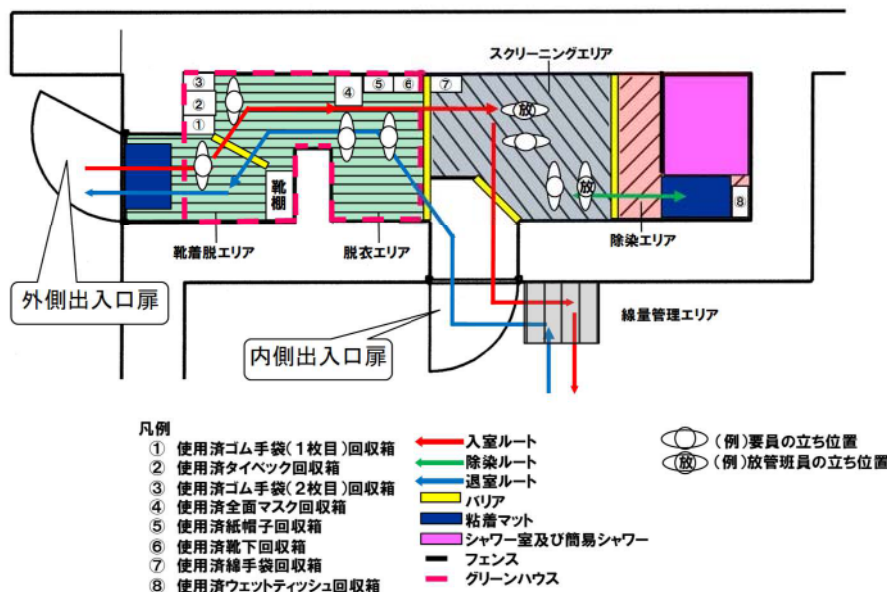 スクリーニングエリア
③
②
①
④
⑤
⑥
⑦
放
放
靴棚
⑧
靴着脱エリア
脱衣エリア
除染エリア
外側出入口扉
内側出入口扉
線量管理エリア
凡例
① 使用済ゴム手袋(1枚目)回収箱
② 使用済タイベック回収箱
③ 使用済ゴム手袋(2枚目)回収箱
④ 使用済全面マスク回収箱
⑤ 使用済紙帽子回収箱
⑥ 使用済靴下回収箱
⑦ 使用済綿手袋回収箱
⑧ 使用済ウェットティッシュ回収箱
入室ルート
除染ルート
退室ルート
バリア
粘着マット
シャワー室及び簡易シャワー
フェンス
グリーンハウス
(例)要員の立ち位置
放 (例)放管班員の立ち位置